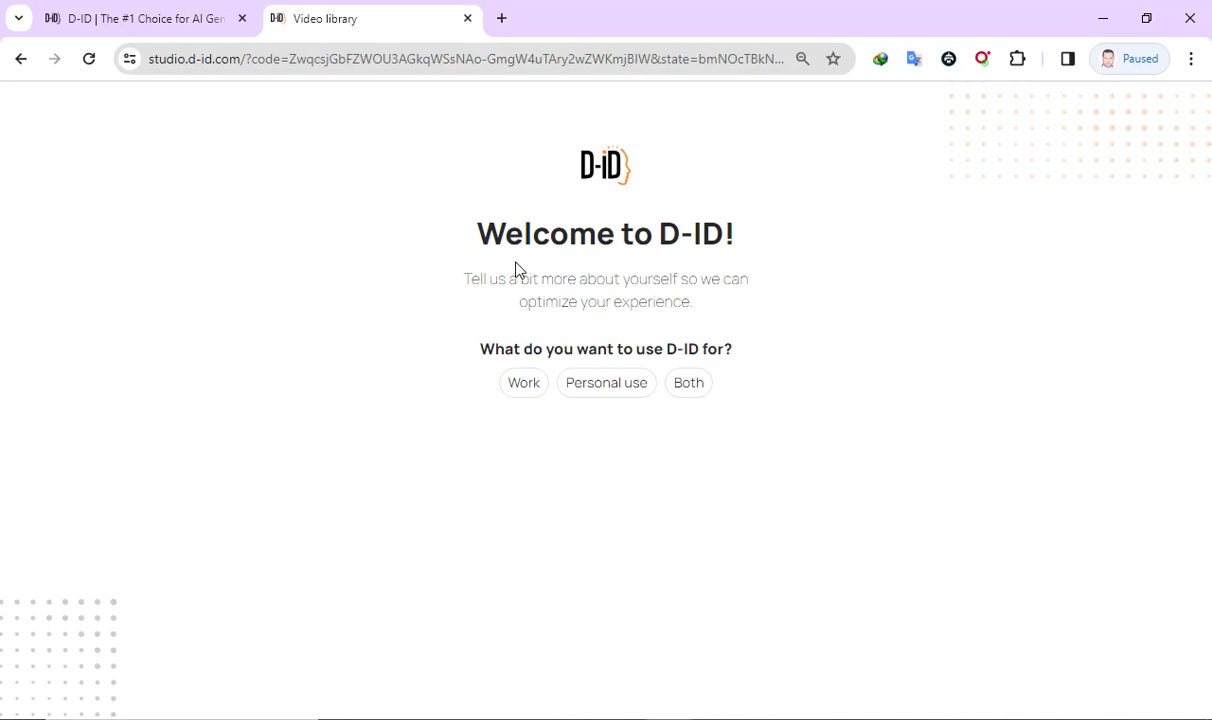 D-ID | The #1 Choice for AI Gen
Video library
studio.d-id.com/?code=ZwqcsjGbFZWOU3AGkqWSsNAo-GmgW4uTAry2wZWKmjBIW&state=bmNOcTBkN...
Paused
D-iD
Welcome to D-ID!
Tell us a bit more about yourself so we can
optimize your experience.
What do you want to use D-ID for?
Work
Personal use
Both